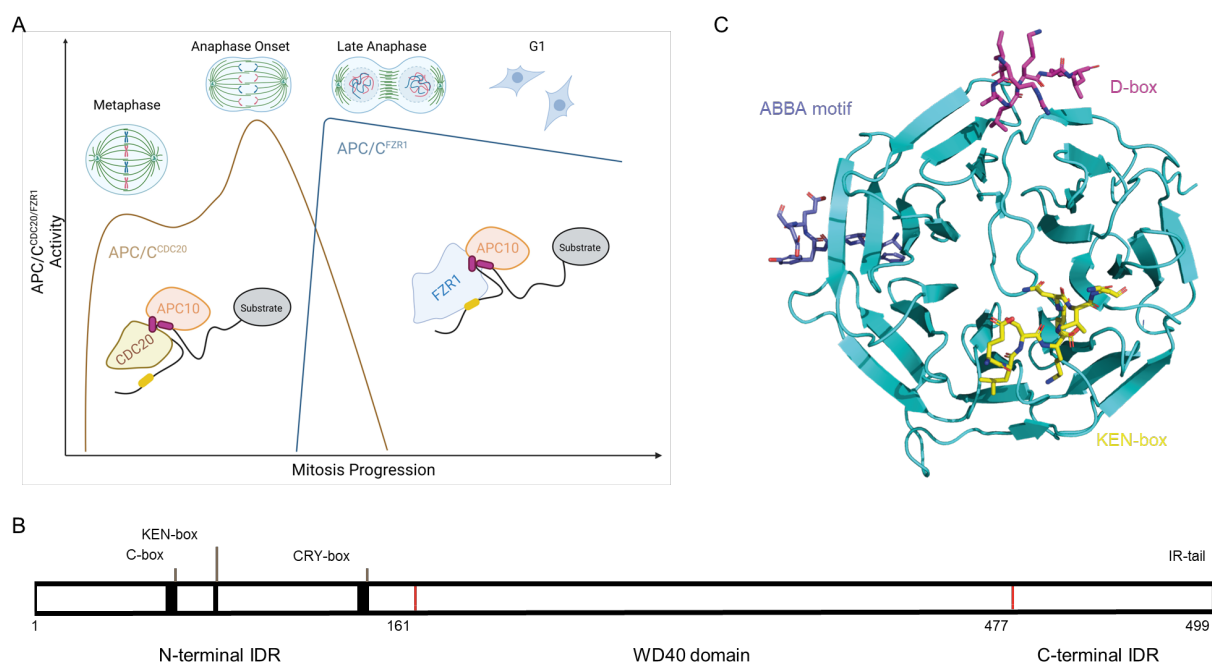 A
Anaphase Onset
Late Anaphase
G1
Metaphase
APC/C^FZR1
APC/C^CDC20
APC/C^CDC20/FZR1
Activity
APC10
CDC20
Substrate
APC10
FZR1
Substrate
Mitosis Progression
C
D-box
ABBA motif
KEN-box
B
KEN-box
C-box
CRY-box
IR-tail
1
161
477
499
N-terminal IDR
WD40 domain
C-terminal IDR